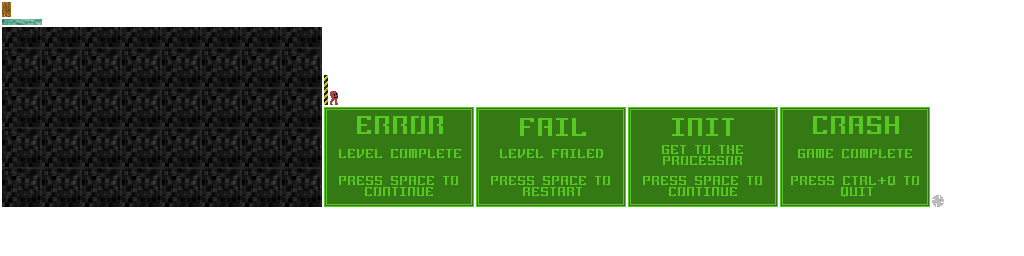 ERROR
LEVEL COMPLETE
PRESS SPACE TO
CONTINUE
FAIL
LEVEL FAILED
PRESS SPACE TO
RESTART
INIT
GET TO THE
PROCESSOR
PRESS SPACE TO
CONTINUE
CRASH
GAME COMPLETE
PRESS CTRL+Q TO
QUIT